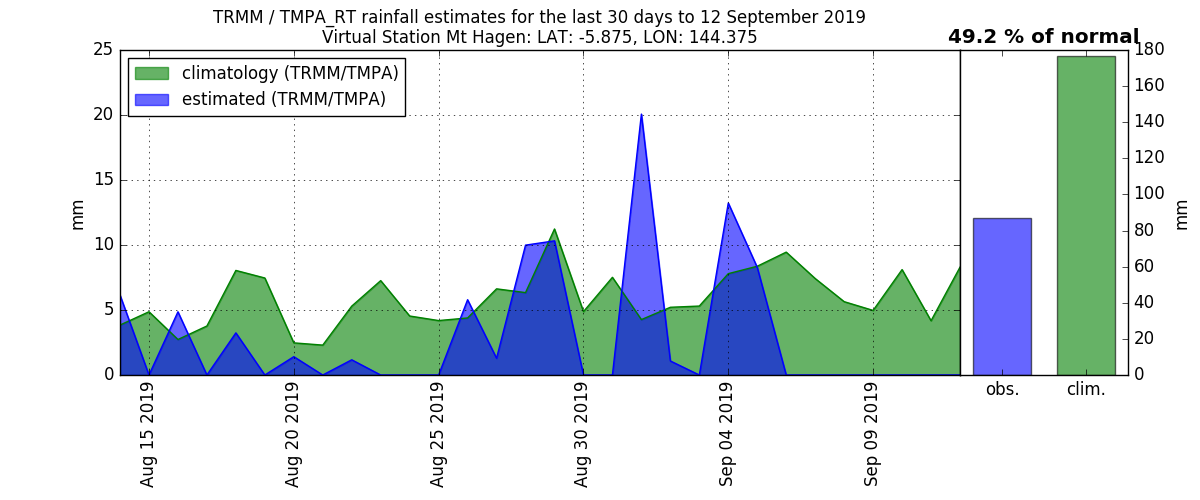 TRMM / TMPA_RT rainfall estimates for the last 30 days to 12 September 2019
Virtual Station Mt Hagen: LAT: -5.875, LON: 144.375
49.2 % of normal
climatology (TRMM/TMPA)
estimated (TRMM/TMPA)
25
20
15
10
5
0
mm
Aug 15 2019
Aug 20 2019
Aug 25 2019
Aug 30 2019
Sep 04 2019
Sep 09 2019
obs.
clim.
180
160
140
120
100
80
60
40
20
0
mm